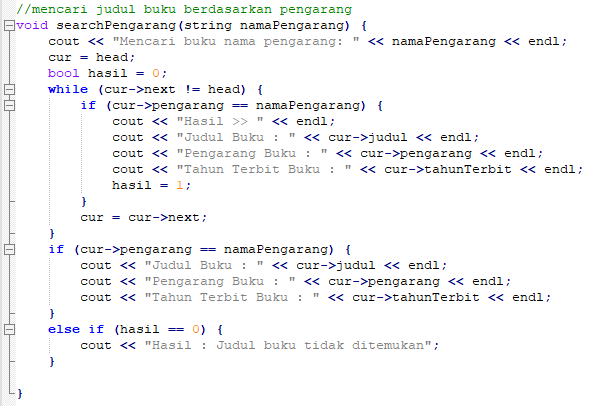 //mencari judul buku berdasarkan pengarang
void searchPengarang(string namaPengarang) {
    cout << "Mencari buku nama pengarang: " << namaPengarang << endl;
    cur = head;
    bool hasil = 0;
    while (cur->next != head) {
        if (cur->pengarang == namaPengarang) {
            cout << "Hasil >> " << endl;
            cout << "Judul Buku : " << cur->judul << endl;
            cout << "Pengarang Buku : " << cur->pengarang << endl;
            cout << "Tahun Terbit Buku : " << cur->tahunTerbit << endl;
            hasil = 1;
        }
        cur = cur->next;
    }
    if (cur->pengarang == namaPengarang) {
        cout << "Judul Buku : " << cur->judul << endl;
        cout << "Pengarang Buku : " << cur->pengarang << endl;
        cout << "Tahun Terbit Buku : " << cur->tahunTerbit << endl;
    }
    else if (hasil == 0) {
        cout << "Hasil : Judul buku tidak ditemukan";
    }

}